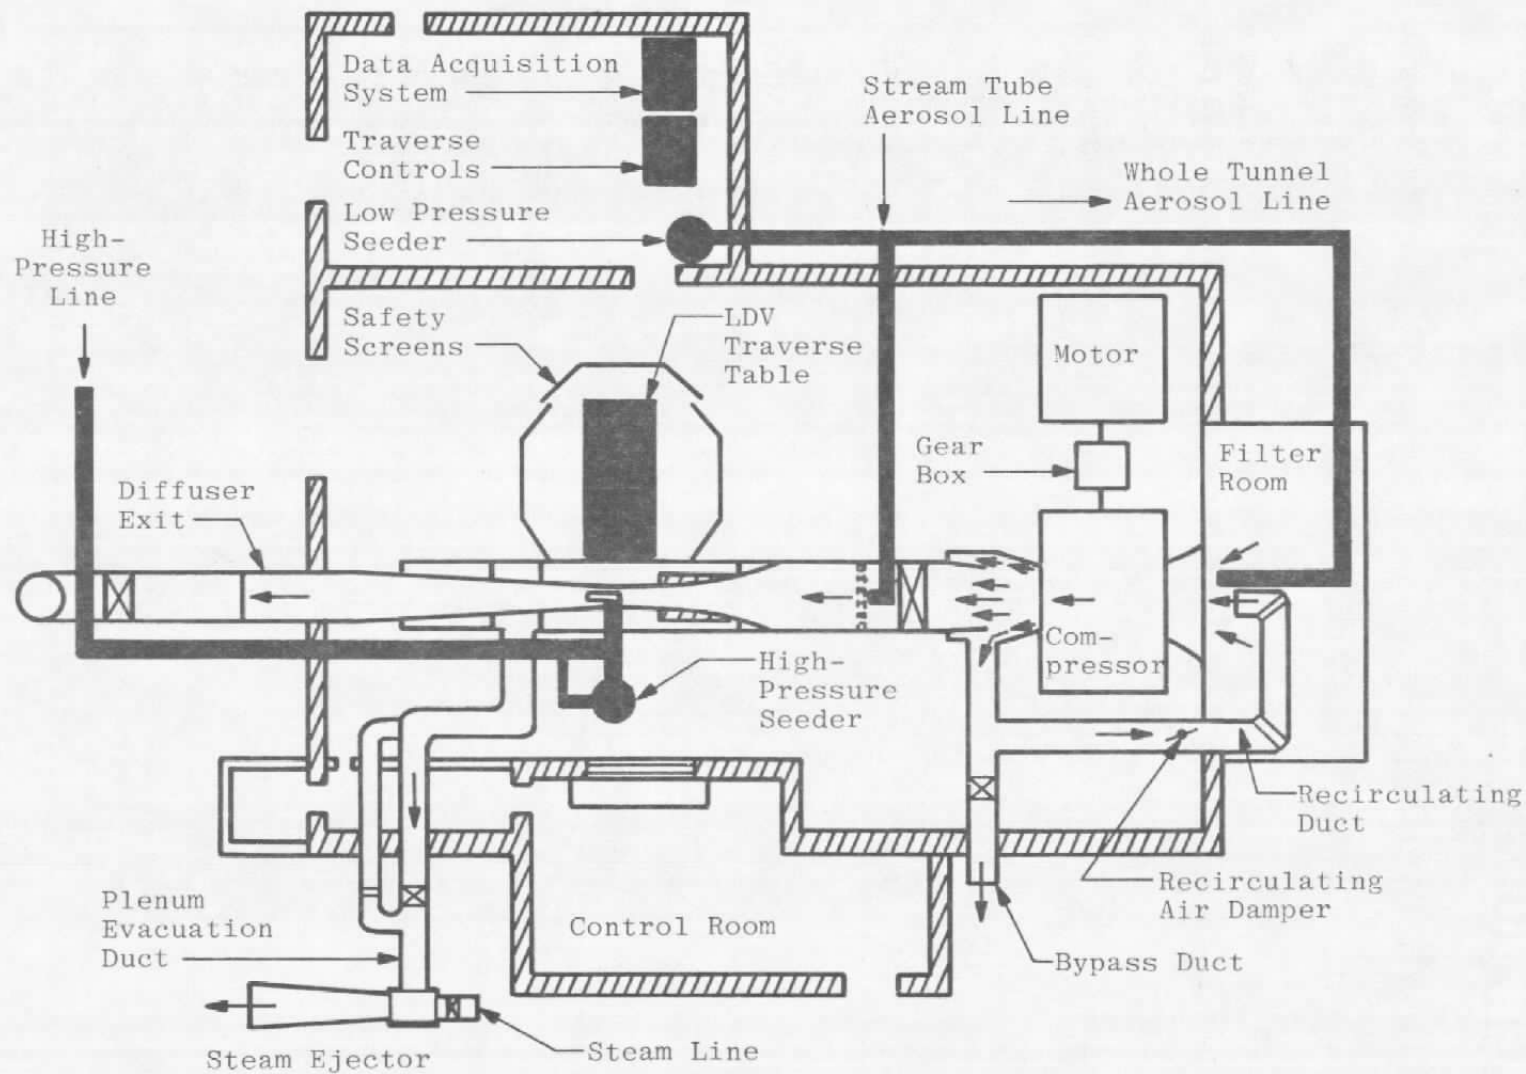 Data Acquisition
System
Traverse
Controls
Low Pressure
Seeder
Stream Tube
Aerosol Line
Whole Tunnel
Aerosol Line
High-
Pressure
Line
Safety
Screens
LDV
Traverse
Table
Motor
Gear
Box
Filter
Room
Diffuser
Exit
Com-
pressor
High-
Pressure
Seeder
Recirculating
Duct
Recirculating
Air Damper
Plenum
Evacuation
Duct
Control Room
Bypass Duct
Steam Line
Steam Ejector